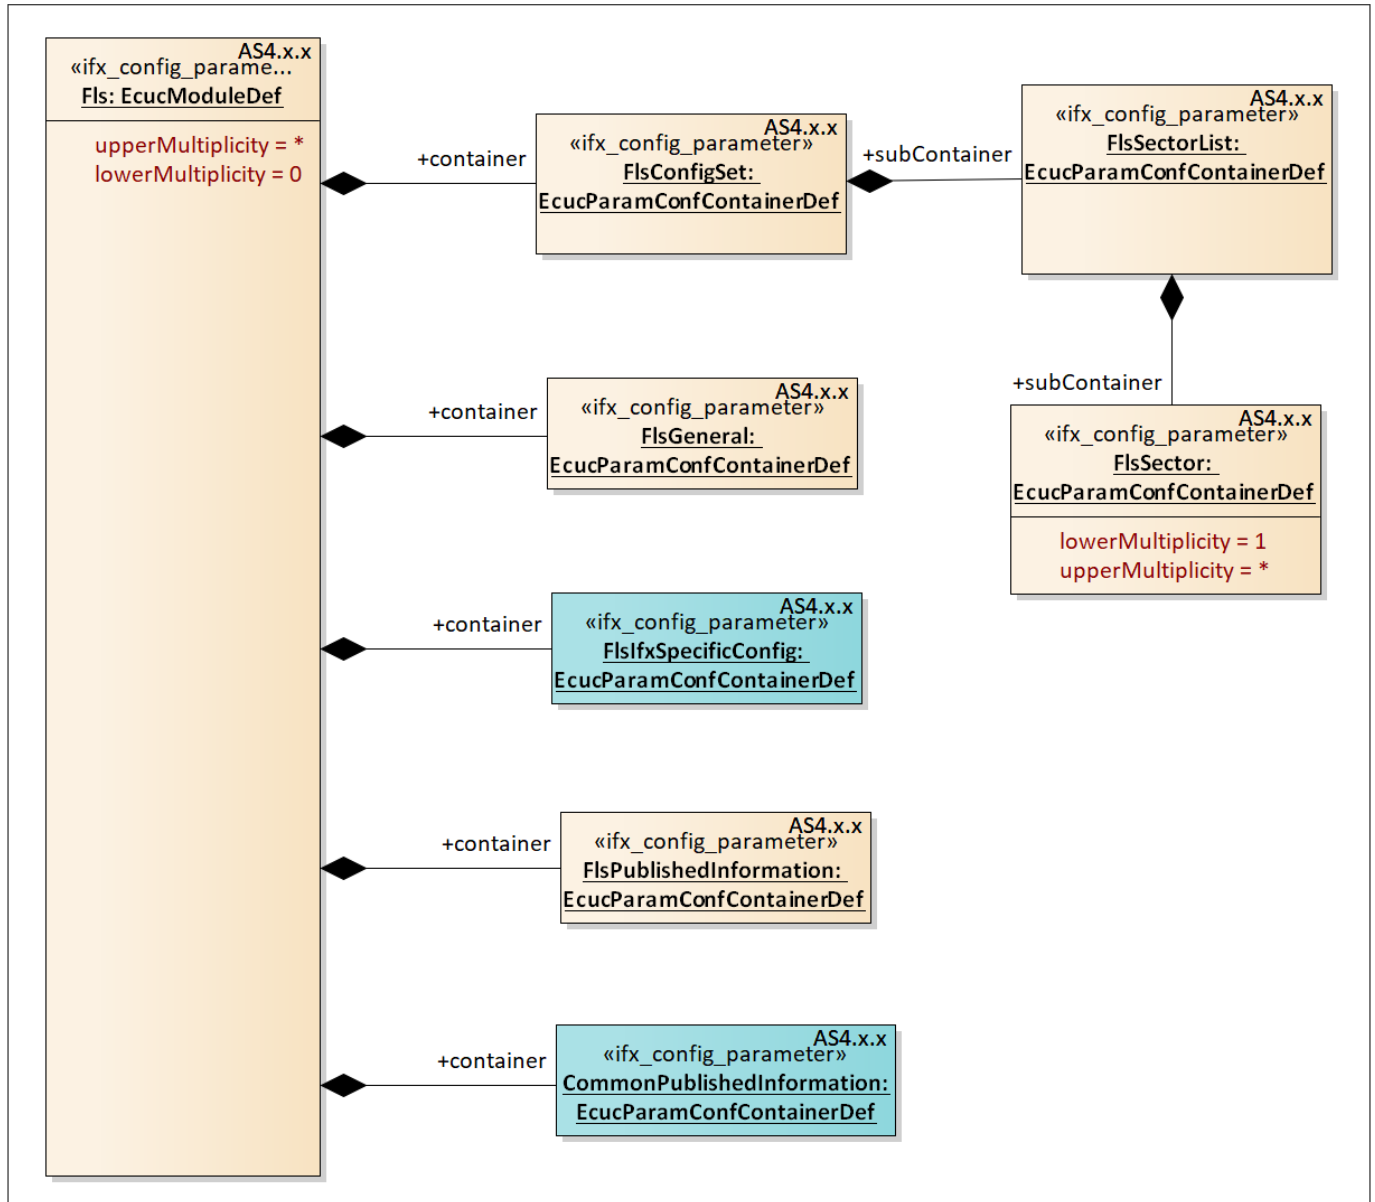 AS4.x.x
«ifx_config_parame...
Fls: EcucModuleDef
upperMultiplicity = *
lowerMultiplicity = 0
+container
AS4.x.x
«ifx_config_parameter»
FlsConfigSet:
EcucParamConfContainerDef
+subContainer
AS4.x.x
«ifx_config_parameter»
FlsSectorList:
EcucParamConfContainerDef
+subContainer
AS4.x.x
«ifx_config_parameter»
FlsSector:
EcucParamConfContainerDef
lowerMultiplicity = 1
upperMultiplicity = *
+container
AS4.x.x
«ifx_config_parameter»
FlsGeneral:
EcucParamConfContainerDef
+container
AS4.x.x
«ifx_config_parameter»
FlsIfxSpecificConfig:
EcucParamConfContainerDef
+container
AS4.x.x
«ifx_config_parameter»
FlsPublishedInformation:
EcucParamConfContainerDef
+container
AS4.x.x
«ifx_config_parameter»
CommonPublishedInformation:
EcucParamConfContainerDef